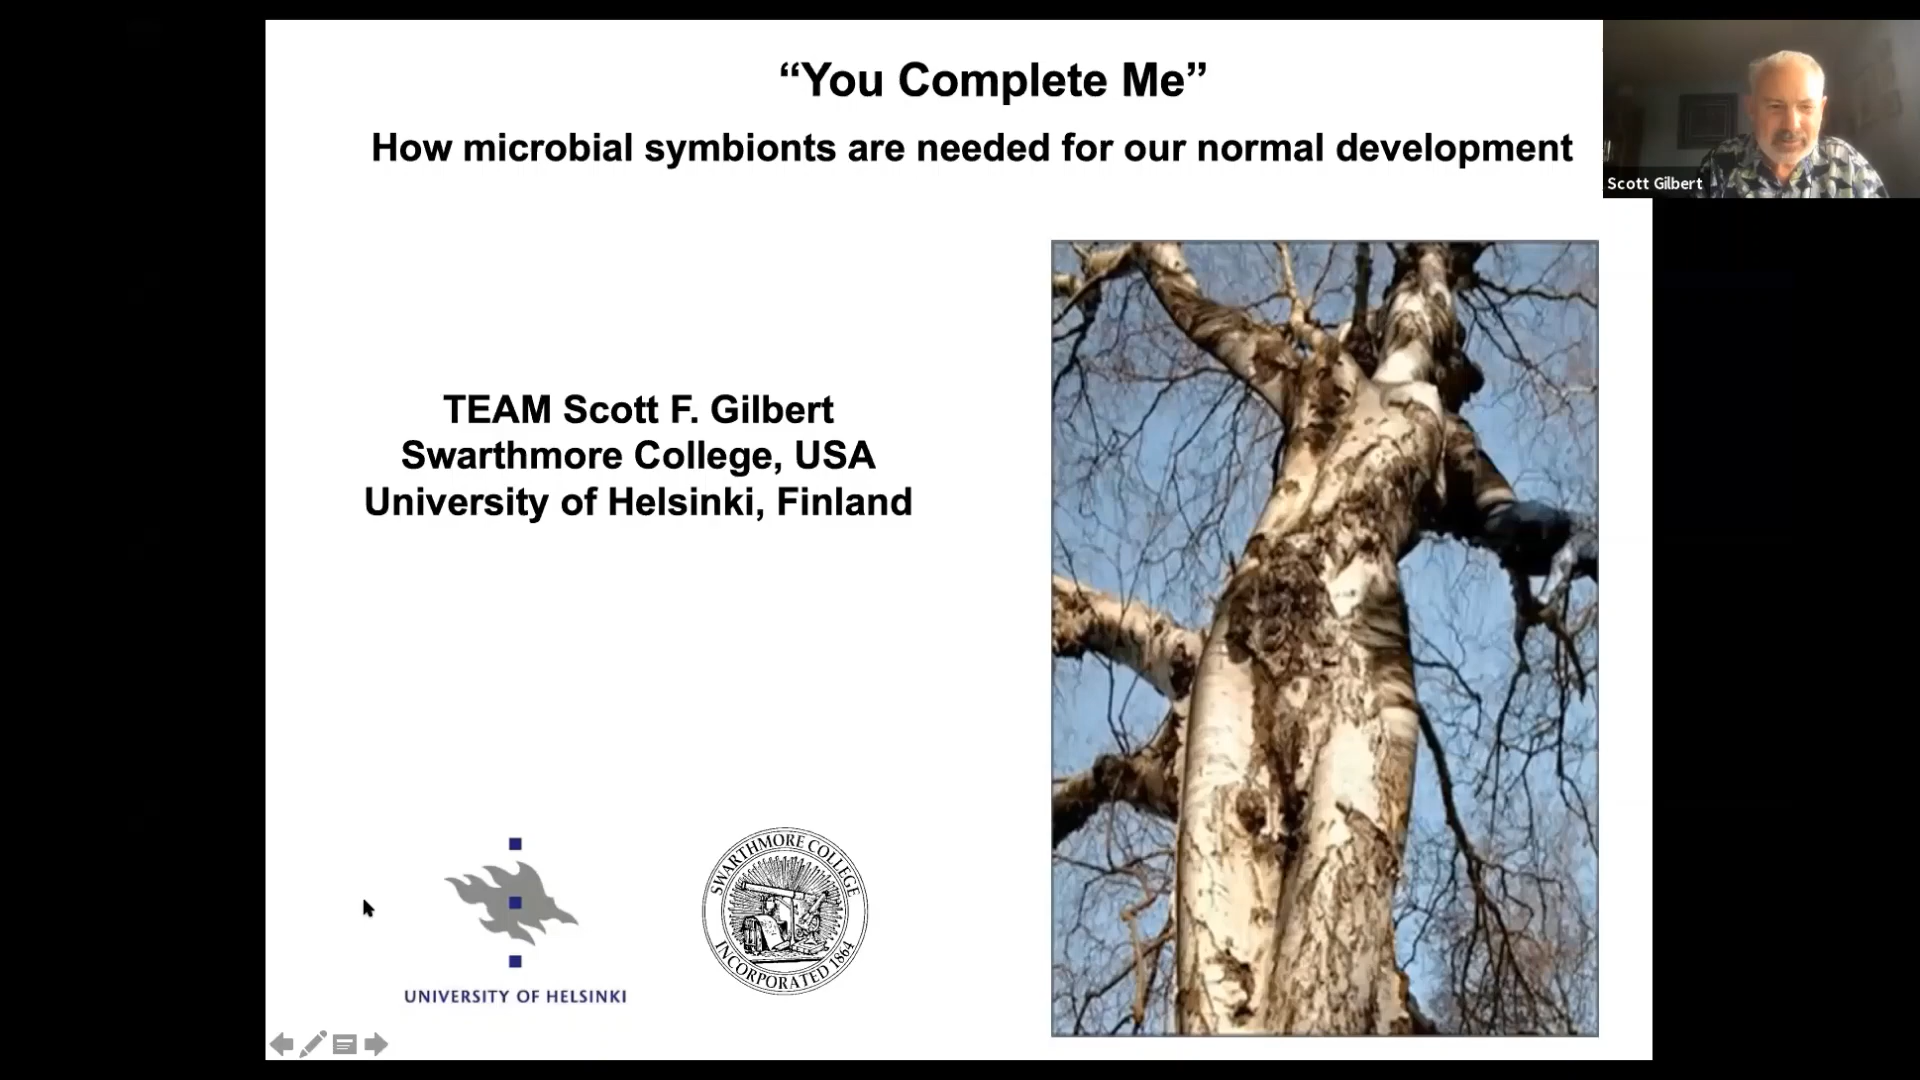 “You Complete Me”
How microbial symbionts are needed for our normal development
Scott Gilbert
TEAM Scott F. Gilbert
Swarthmore College, USA
University of Helsinki, Finland
UNIVERSITY OF HELSINKI
SWARTHMORE COLLEGE
INCORPORATED 1864